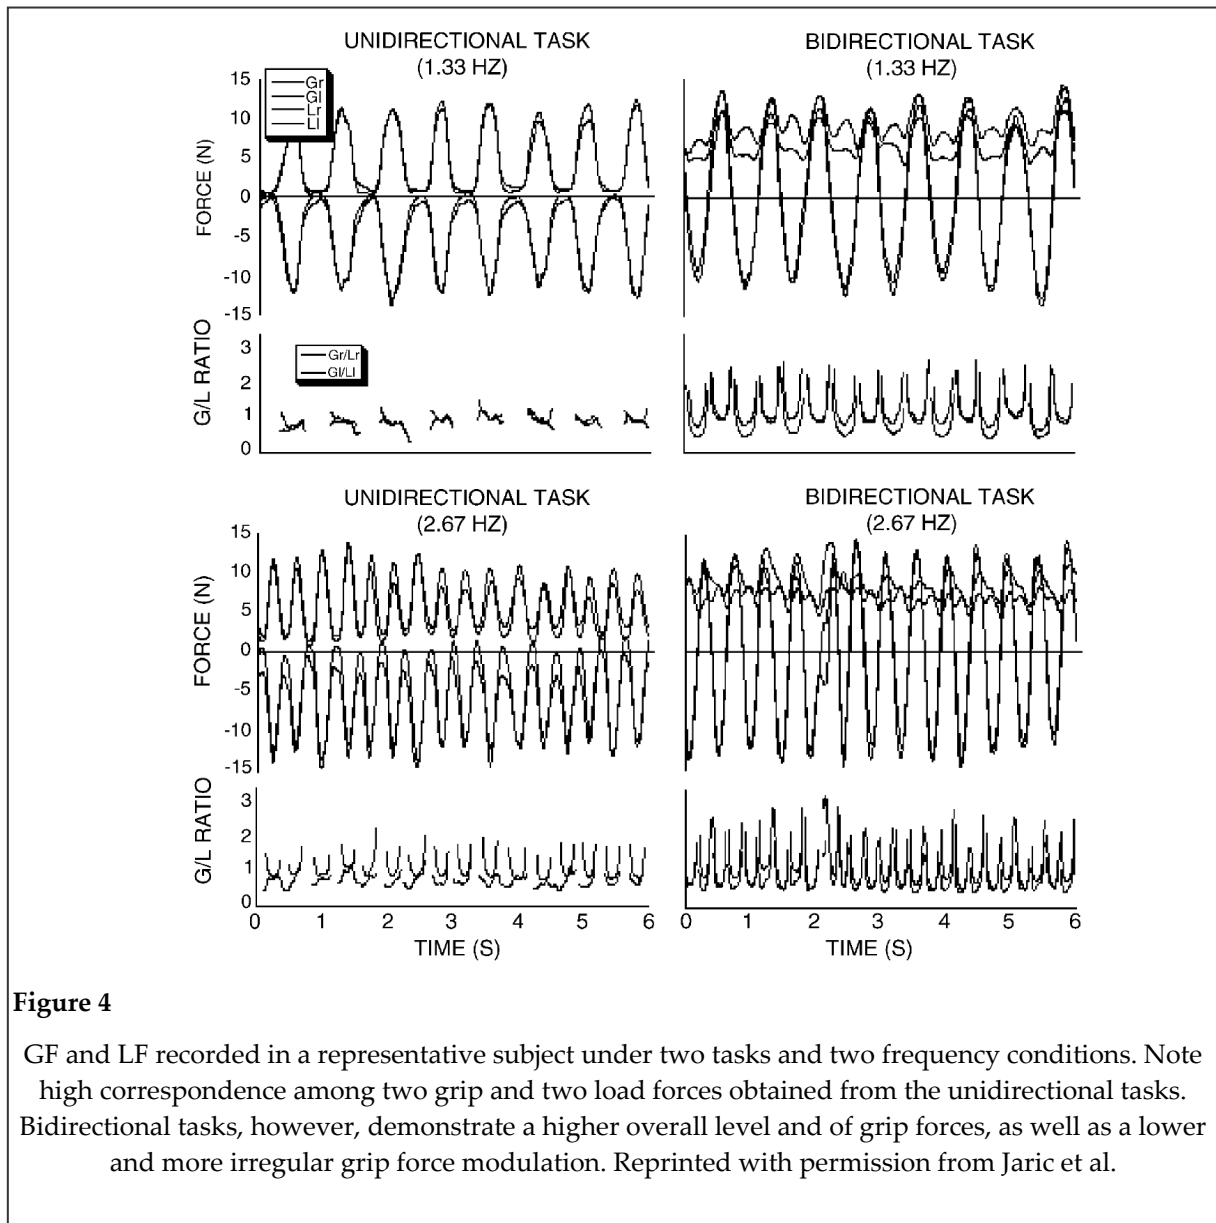 UNIDIRECTIONAL TASK
(1.33 HZ)
BIDIRECTIONAL TASK
(1.33 HZ)
15
10
5
0
-5
-10
-15
FORCE (N)
Gr
Gl
Lr
Ll
3
2
1
0
G/L RATIO
Gr/Lr
Gl/Ll
UNIDIRECTIONAL TASK
(2.67 HZ)
BIDIRECTIONAL TASK
(2.67 HZ)
15
10
5
0
-5
-10
-15
FORCE (N)
3
2
1
0
G/L RATIO
0 1 2 3 4 5 6
TIME (S)
0 1 2 3 4 5 6
TIME (S)
Figure 4
GF and LF recorded in a representative subject under two tasks and two frequency conditions. Note
high correspondence among two grip and two load forces obtained from the unidirectional tasks.
Bidirectional tasks, however, demonstrate a higher overall level and of grip forces, as well as a lower
and more irregular grip force modulation. Reprinted with permission from Jaric et al.